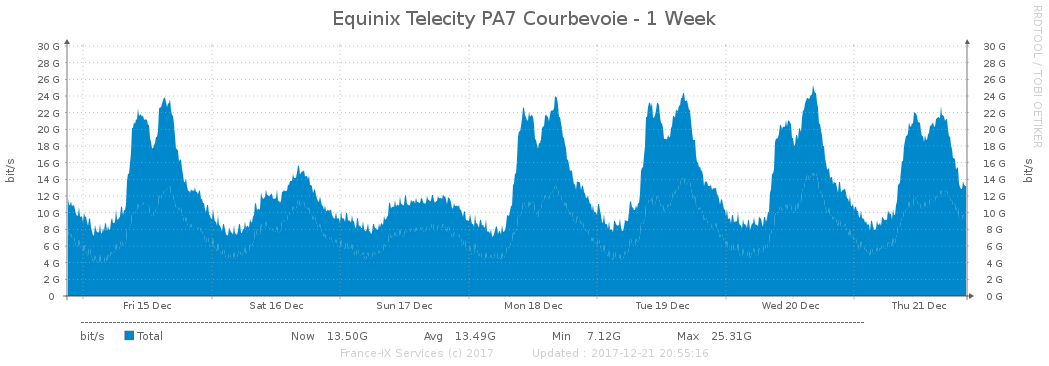 Equinix Telecity PA7 Courbevoie - 1 Week
RRDTOOL / TOBI OETIKER
bit/s
30 G
28 G
26 G
24 G
22 G
20 G
18 G
16 G
14 G
12 G
10 G
8 G
6 G
4 G
2 G
0
30 G
28 G
26 G
24 G
22 G
20 G
18 G
16 G
14 G
12 G
10 G
8 G
6 G
4 G
2 G
0 G
bit/s
Fri 15 Dec Sat 16 Dec Sun 17 Dec Mon 18 Dec Tue 19 Dec Wed 20 Dec Thu 21 Dec
bit/s Total Now 13.50G Avg 13.49G Min 7.12G Max 25.31G
France-IX Services (c) 2017 Updated : 2017-12-21 20:55:16